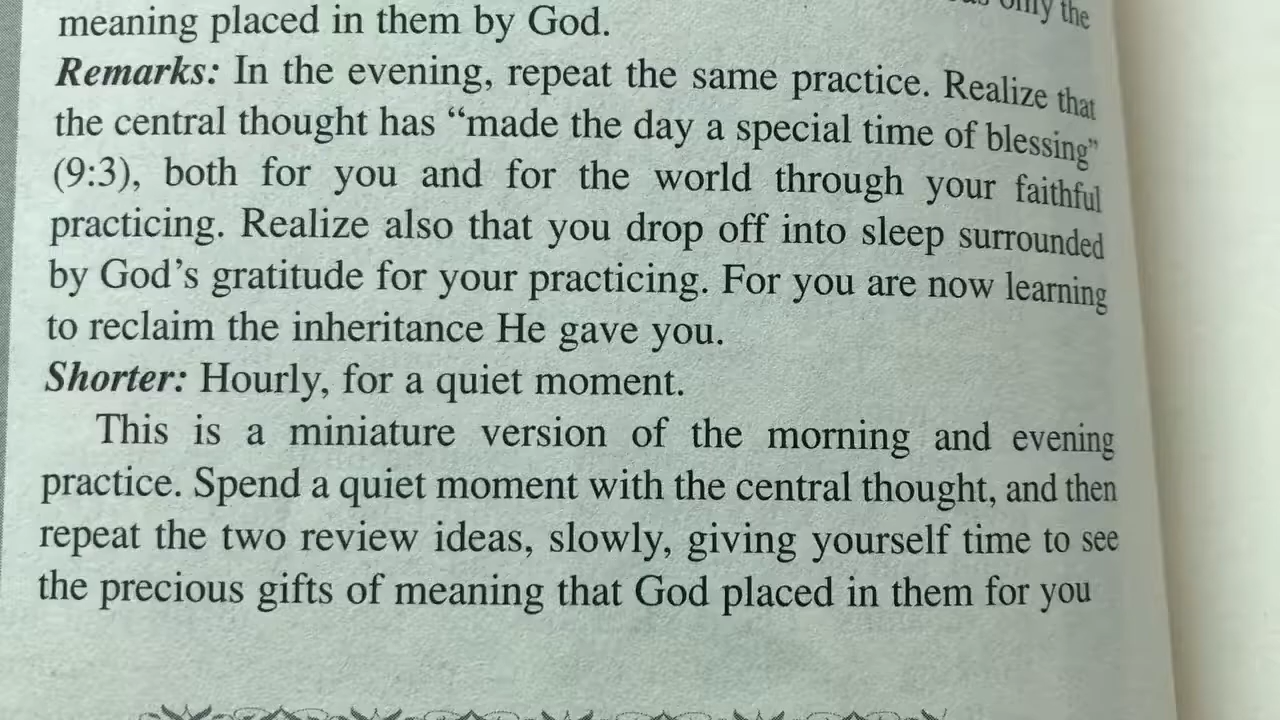 only the
meaning placed in them by God.
Remarks: In the evening, repeat the same practice. Realize that
the central thought has “made the day a special time of blessing”
(9:3), both for you and for the world through your faithful
practicing. Realize also that you drop off into sleep surrounded
by God’s gratitude for your practicing. For you are now learning
to reclaim the inheritance He gave you.
Shorter: Hourly, for a quiet moment.
This is a miniature version of the morning and evening
practice. Spend a quiet moment with the central thought, and then
repeat the two review ideas, slowly, giving yourself time to see
the precious gifts of meaning that God placed in them for you